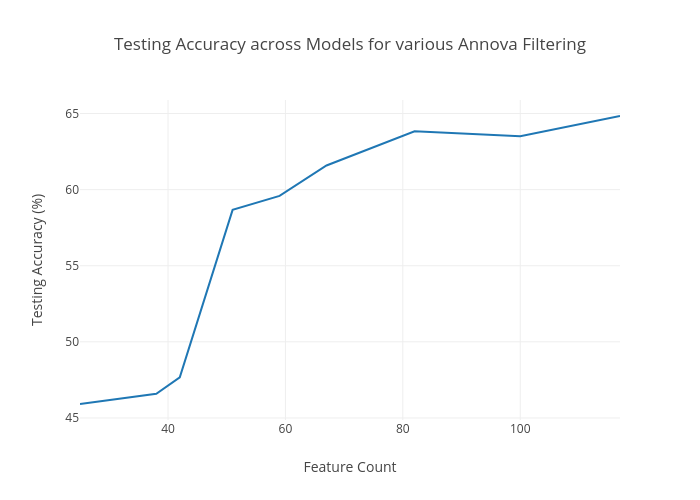 Testing Accuracy across Models for various Annova Filtering
65
60
55
50
45
Testing Accuracy (%)
40 60 80 100
Feature Count